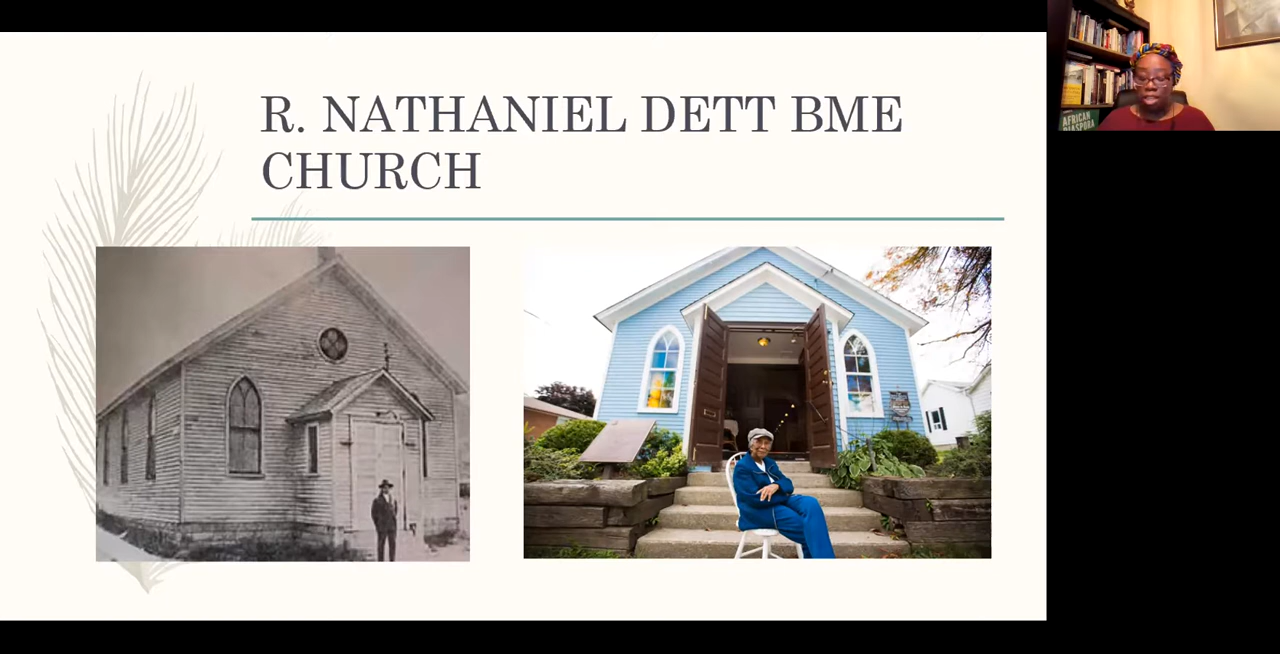 R. NATHANIEL DETT BME
CHURCH
AFRICAN
DIASPORA